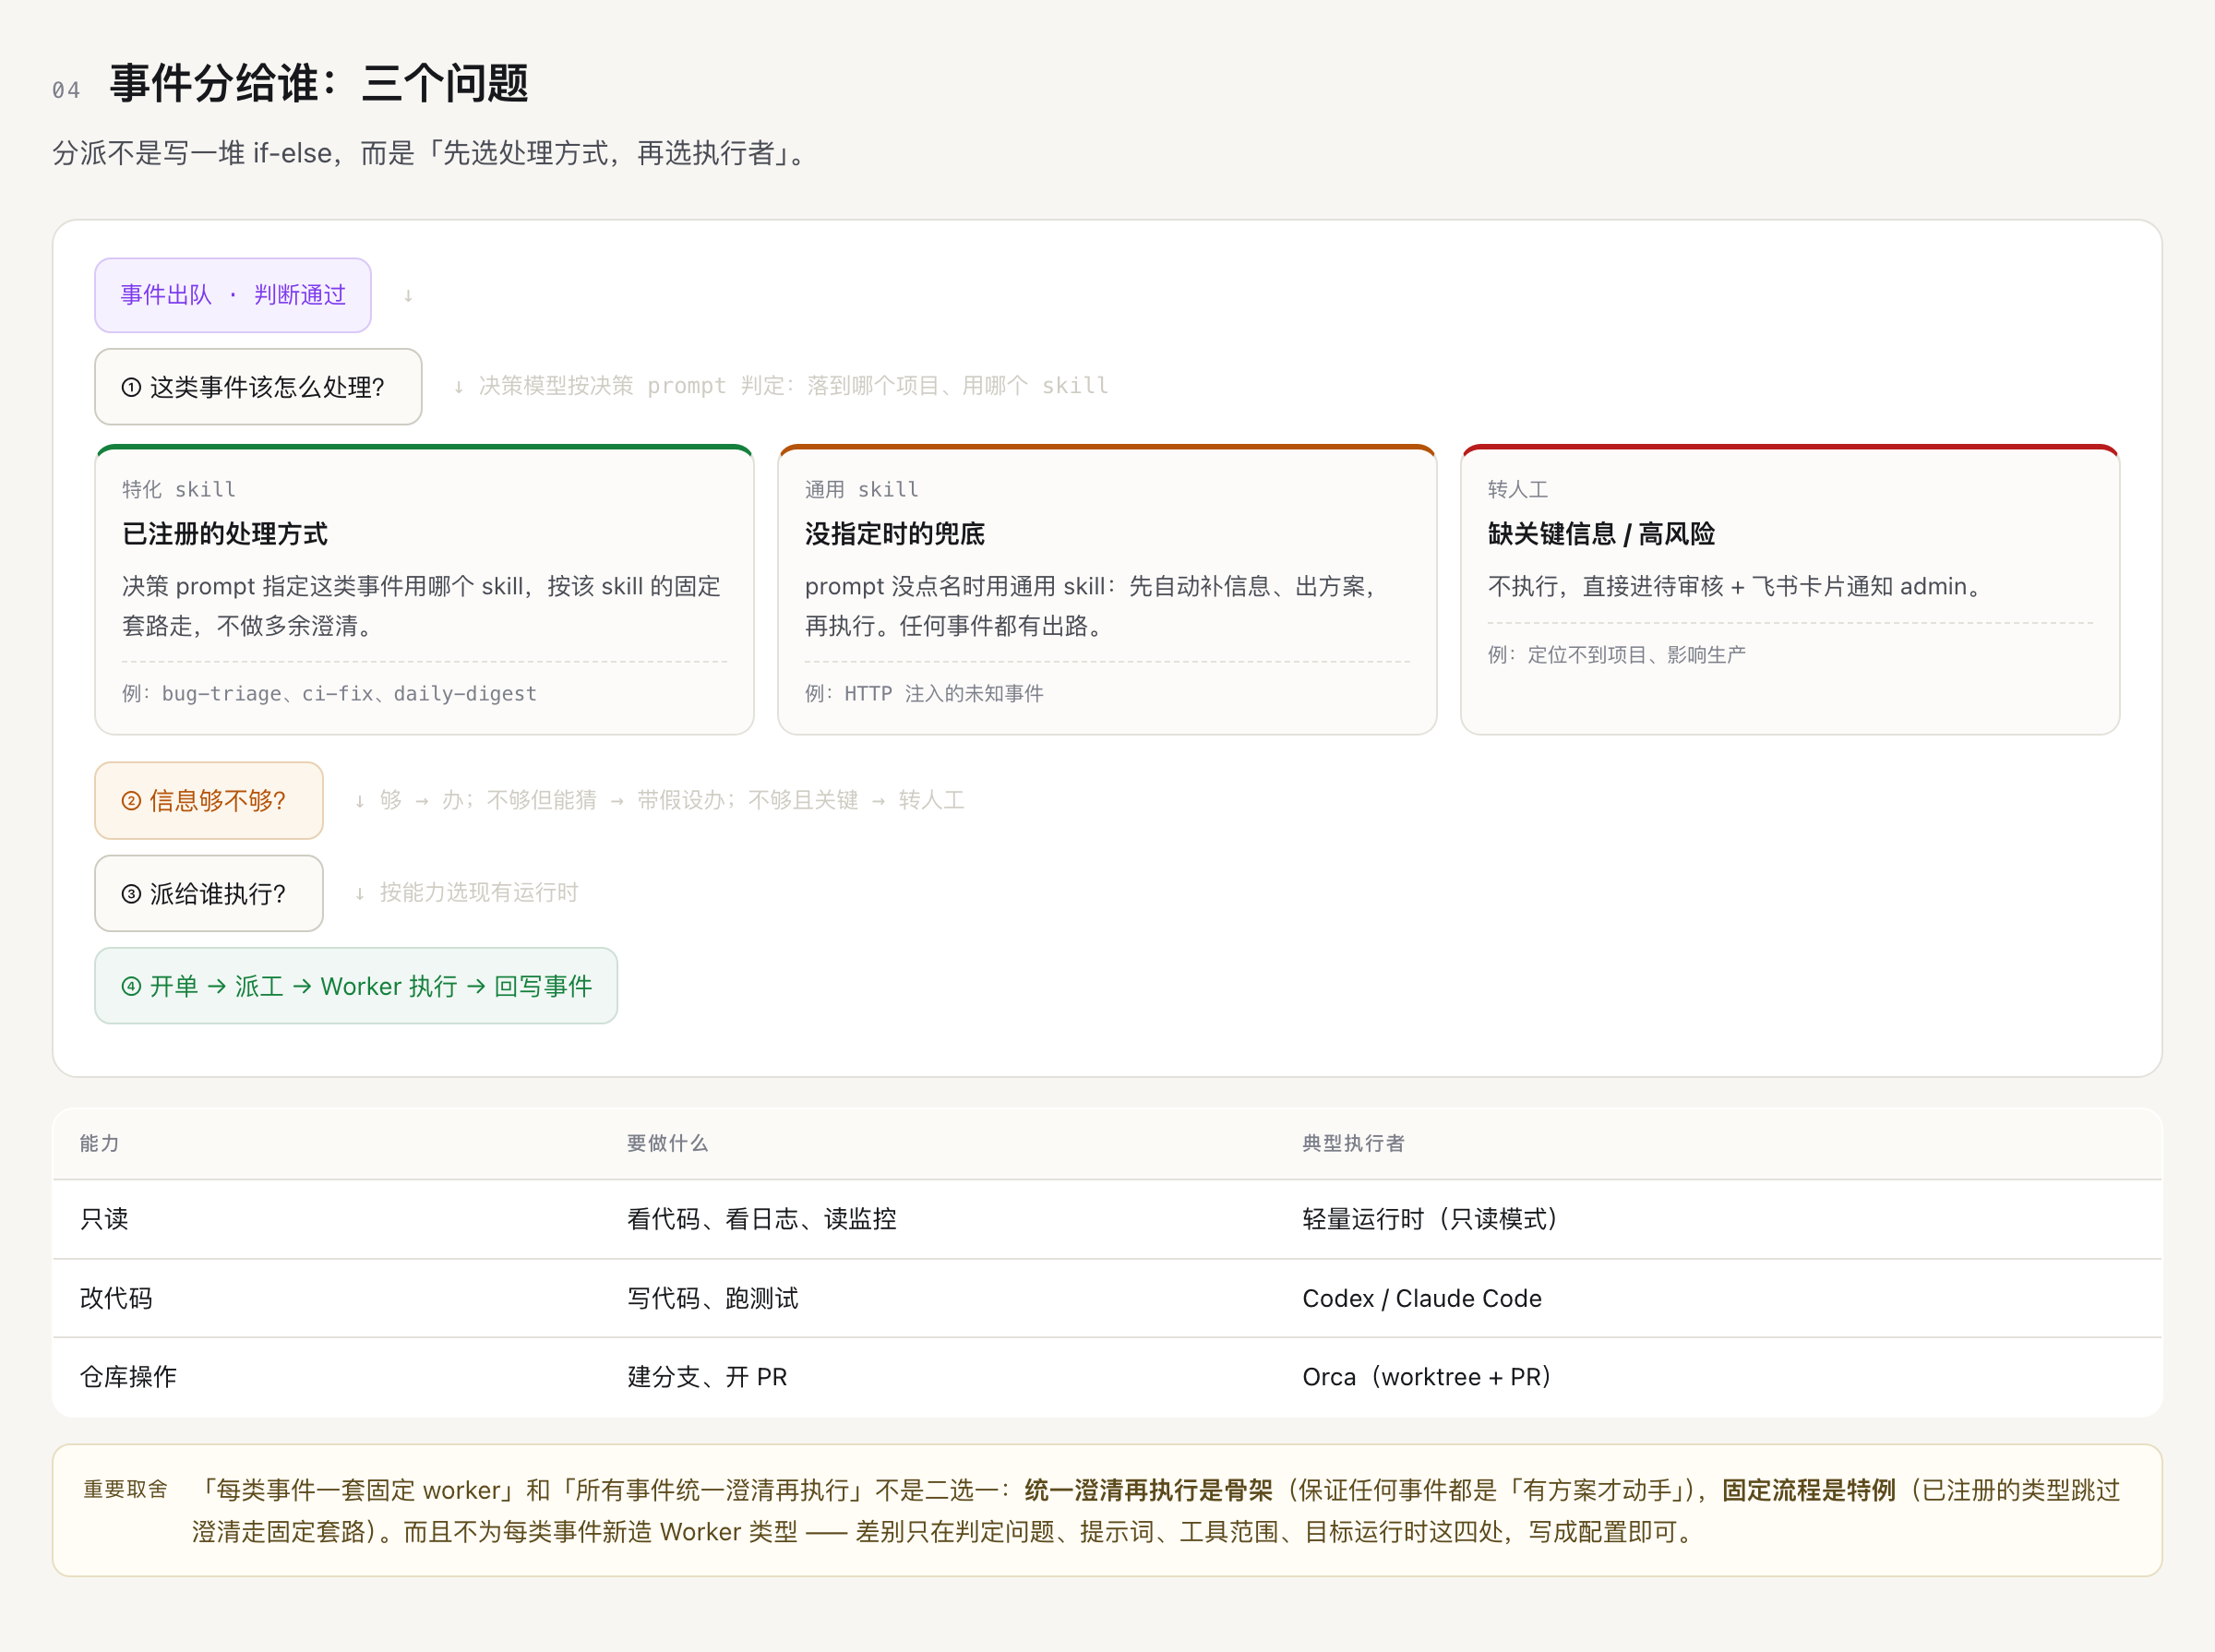 04 事件分给谁：三个问题
分派不是写一堆 if-else，而是「先选处理方式，再选执行者」。
事件出队 · 判断通过 ↓
① 这类事件该怎么处理？ ↓ 决策模型按决策 prompt 判定：落到哪个项目、用哪个 skill
特化 skill
已注册的处理方式
决策 prompt 指定这类事件用哪个 skill，按该 skill 的固定
套路走，不做多余澄清。
例：bug-triage、ci-fix、daily-digest
通用 skill
没指定时的兜底
prompt 没点名时用通用 skill：先自动补信息、出方案，
再执行。任何事件都有出路。
例：HTTP 注入的未知事件
转人工
缺关键信息 / 高风险
不执行，直接进待审核 + 飞书卡片通知 admin。
例：定位不到项目、影响生产
② 信息够不够？ ↓ 够 → 办；不够但能猜 → 带假设办；不够且关键 → 转人工
③ 派给谁执行？ ↓ 按能力选现有运行时
④ 开单 → 派工 → Worker 执行 → 回写事件
能力 要做什么 典型执行者
只读 看代码、看日志、读监控 轻量运行时（只读模式）
改代码 写代码、跑测试 Codex / Claude Code
仓库操作 建分支、开 PR Orca（worktree + PR）
重要取舍 「每类事件一套固定 worker」和「所有事件统一澄清再执行」不是二选一：统一澄清再执行是骨架（保证任何事件都是「有方案才动手」），固定流程是特例（已注册的类型跳过
澄清走固定套路）。而且不为每类事件新造 Worker 类型 —— 差别只在判定问题、提示词、工具范围、目标运行时这四处，写成配置即可。